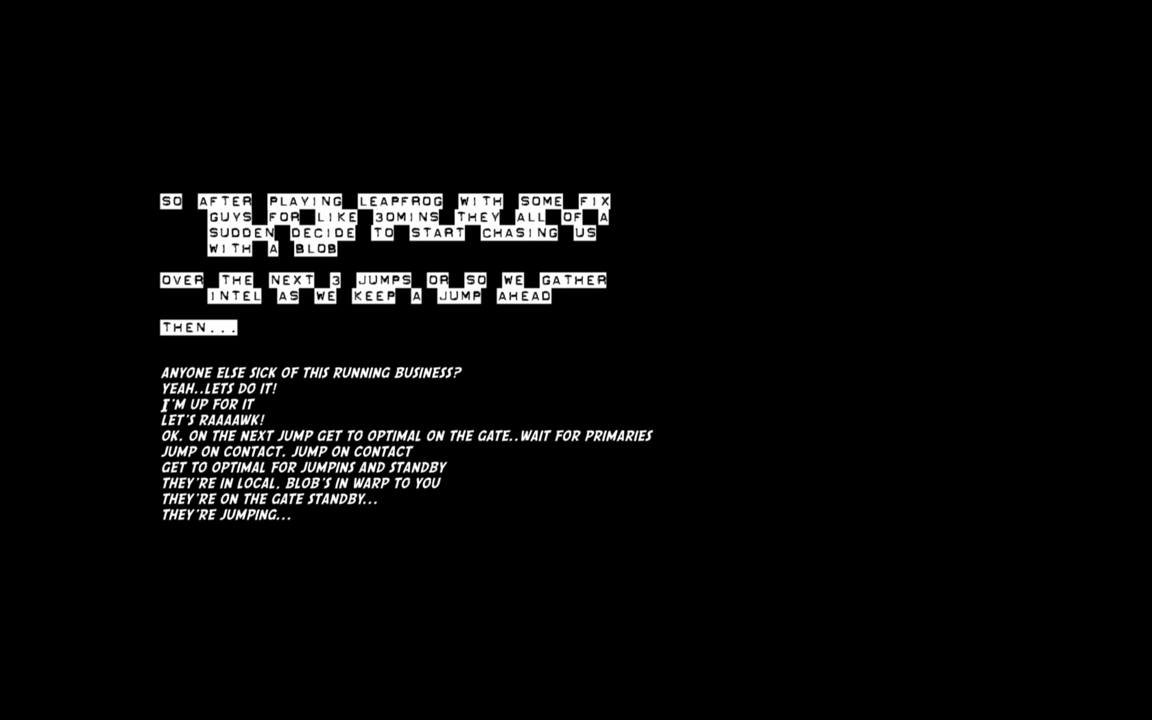 SO AFTER PLAYING LEAPFROG WITH SOME FIX
GUYS FOR LIKE 30MINS THEY ALL OF A
SUDDEN DECIDE TO START CHASING US
WITH A BLOB
OVER THE NEXT 3 JUMPS OR SO WE GATHER
INTEL AS WE KEEP A JUMP AHEAD
THEN...
ANYONE ELSE SICK OF THIS RUNNING BUSINESS?
YEAH..LETS DO IT!
I'M UP FOR IT
LET'S RAAAAWK!
OK. ON THE NEXT JUMP GET TO OPTIMAL ON THE GATE..WAIT FOR PRIMARIES
JUMP ON CONTACT. JUMP ON CONTACT
GET TO OPTIMAL FOR JUMPINS AND STANDBY
THEY'RE IN LOCAL. BLOB'S IN WARP TO YOU
THEY'RE ON THE GATE STANDBY...
THEY'RE JUMPING...